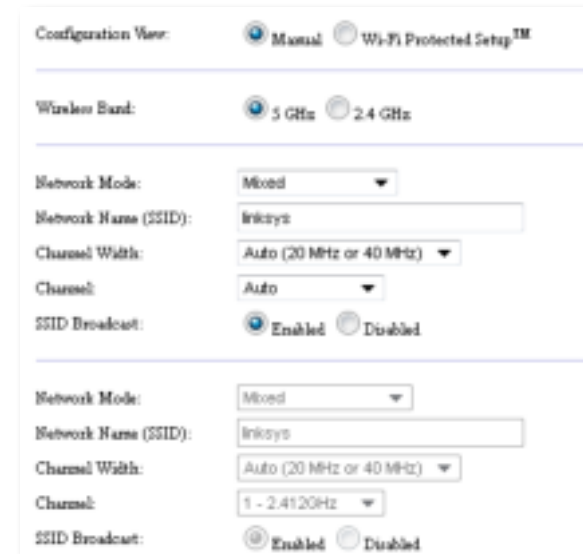 Configuration View: Manual Wi-Fi Protected Setup™
Wireless Band: 5 GHz 2.4 GHz
Network Mode: Mixed
Network Name (SSID): linksys
Channel Width: Auto (20 MHz or 40 MHz)
Channel: Auto
SSID Broadcast: Enabled Disabled
Network Mode: Mixed
Network Name (SSID): linksys
Channel Width: Auto (20 MHz or 40 MHz)
Channel: 1 - 2.412GHz
SSID Broadcast: Enabled Disabled